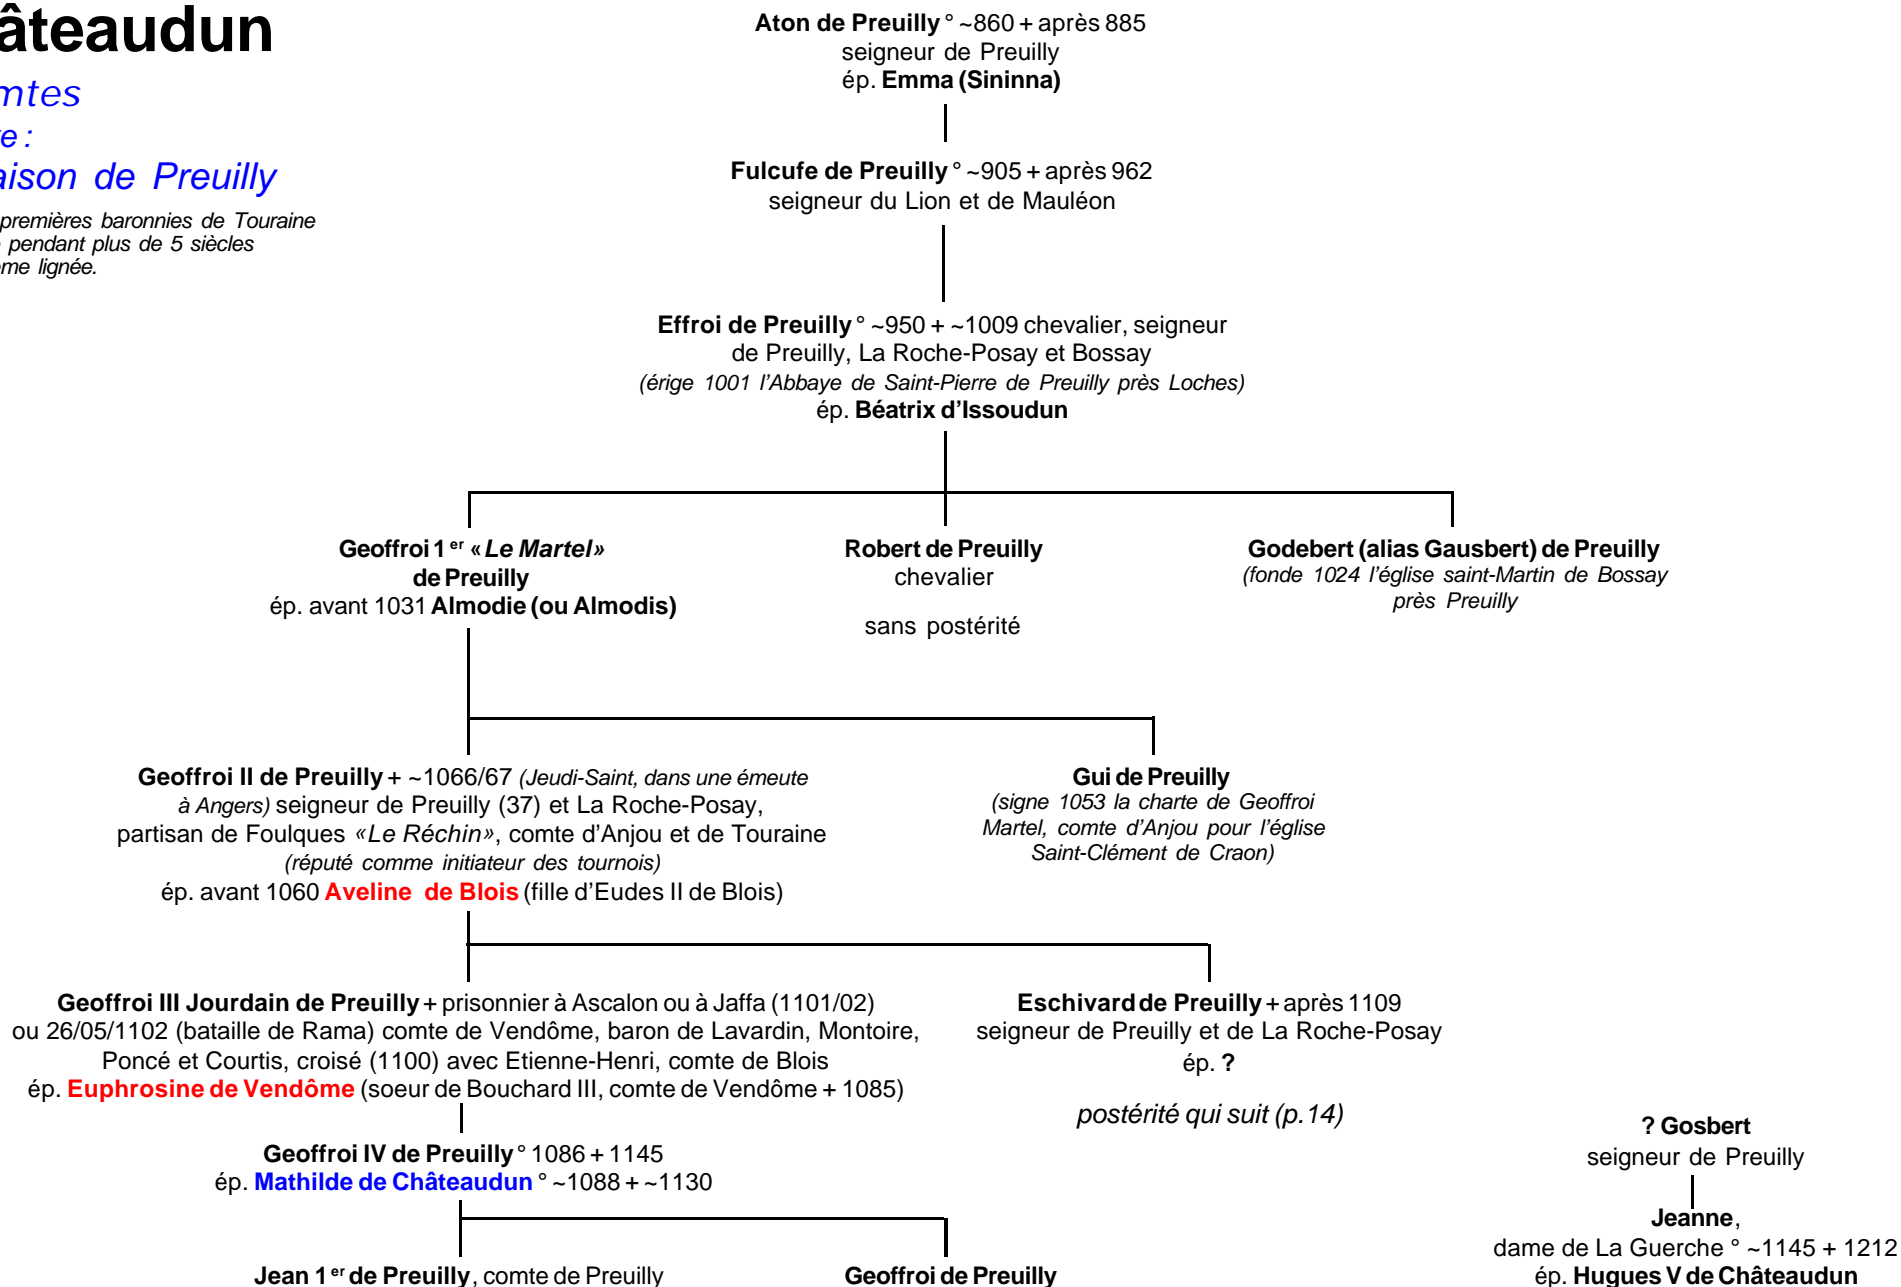 âteaudun
mtes
e :
aison de Preuilly
premières baronnies de Touraine
pendant plus de 5 siècles
ême lignée.
Aton de Preuilly ° ~860 + après 885
seigneur de Preuilly
ép. Emma (Sininna)
Fulcufe de Preuilly ° ~905 + après 962
seigneur du Lion et de Mauléon
Effroi de Preuilly ° ~950 + ~1009 chevalier, seigneur
de Preuilly, La Roche-Posay et Bossay
(érige 1001 l'Abbaye de Saint-Pierre de Preuilly près Loches)
ép. Béatrix d'Issoudun
Geoffroi 1er «Le Martel»
de Preuilly
ép. avant 1031 Almodie (ou Almodis)
Robert de Preuilly
chevalier
sans postérité
Godebert (alias Gausbert) de Preuilly
(fonde 1024 l'église saint-Martin de Bossay
près Preuilly
Geoffroi II de Preuilly + ~1066/67 (Jeudi-Saint, dans une émeute
à Angers) seigneur de Preuilly (37) et La Roche-Posay,
partisan de Foulques «Le Réchin», comte d'Anjou et de Touraine
(réputé comme initiateur des tournois)
ép. avant 1060 Aveline de Blois (fille d'Eudes II de Blois)
Gui de Preuilly
(signe 1053 la charte de Geoffroi
Martel, comte d'Anjou pour l'église
Saint-Clément de Craon)
Geoffroi III Jourdain de Preuilly + prisonnier à Ascalon ou à Jaffa (1101/02)
ou 26/05/1102 (bataille de Rama) comte de Vendôme, baron de Lavardin, Montoire,
Poncé et Courtis, croisé (1100) avec Etienne-Henri, comte de Blois
ép. Euphrosine de Vendôme (soeur de Bouchard III, comte de Vendôme + 1085)
Eschivard de Preuilly + après 1109
seigneur de Preuilly et de La Roche-Posay
ép. ?
postérité qui suit (p.14)
Geoffroi IV de Preuilly ° 1086 + 1145
ép. Mathilde de Châteaudun ° ~1088 + ~1130
? Gosbert
seigneur de Preuilly
Jeanne,
dame de La Guerche ° ~1145 + 1212
ép. Hugues V de Châteaudun
Jean 1er de Preuilly, comte de Preuilly
Geoffroi de Preuilly